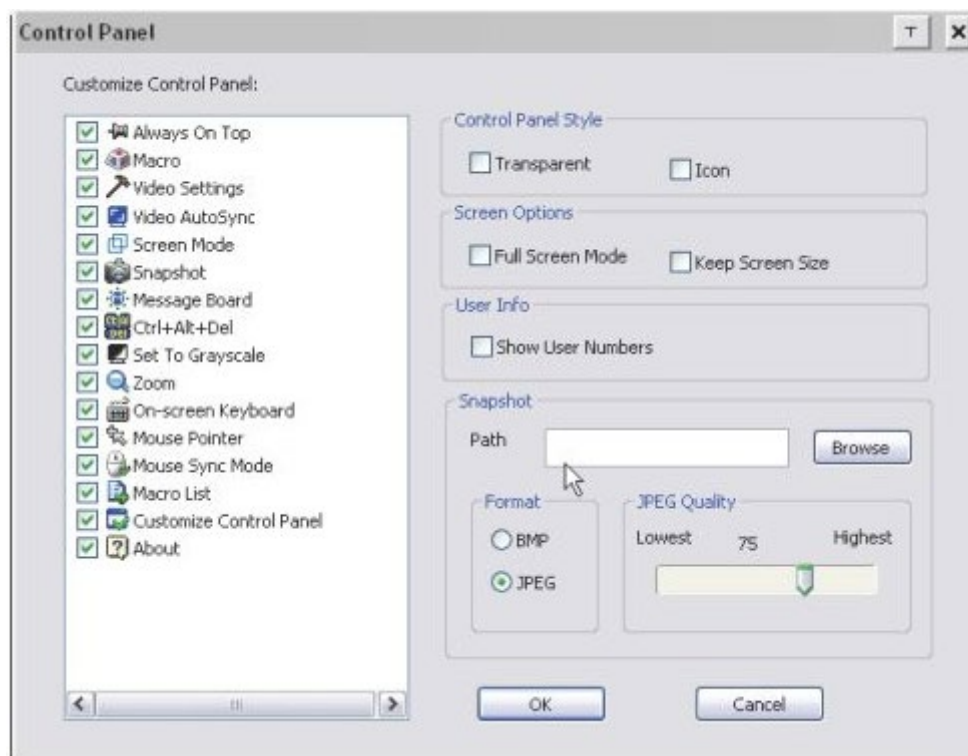 Control Panel
Customize Control Panel:
Always On Top
Macro
Video Settings
Video AutoSync
Screen Mode
Snapshot
Message Board
Ctrl+Alt+Del
Set To Grayscale
Zoom
On-screen Keyboard
Mouse Pointer
Mouse Sync Mode
Macro List
Customize Control Panel
About
Control Panel Style
Transparent
Icon
Screen Options
Full Screen Mode
Keep Screen Size
User Info
Show User Numbers
Snapshot
Path
Browse
Format
BMP
JPEG
JPEG Quality
Lowest 75 Highest
OK
Cancel